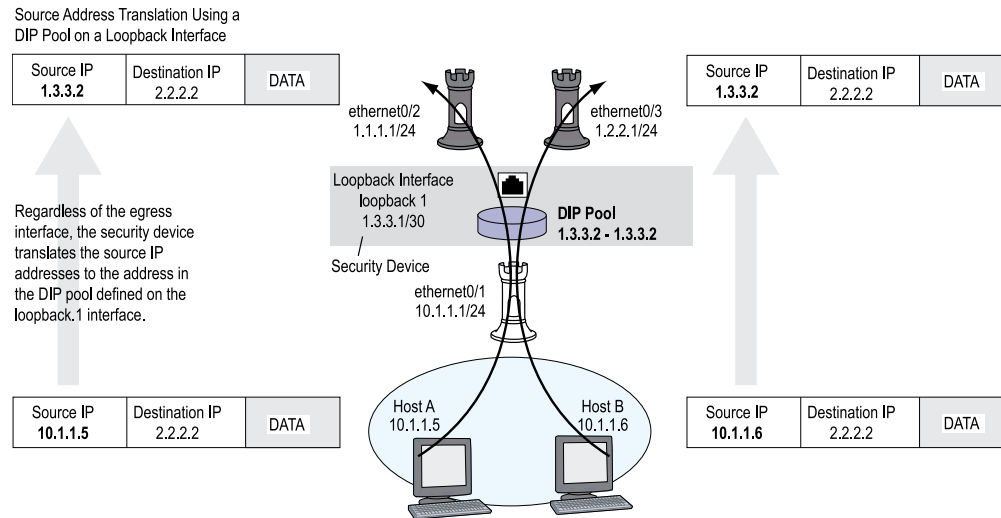 Source Address Translation Using a
DIP Pool on a Loopback Interface
Source IP
1.3.3.2
Destination IP
2.2.2.2
DATA
ethernet0/2
1.1.1.1/24
ethernet0/3
1.2.2.1/24
Source IP
1.3.3.2
Destination IP
2.2.2.2
DATA
Loopback Interface
loopback 1
1.3.3.1/30
DIP Pool
1.3.3.2 - 1.3.3.2
Security Device
Regardless of the egress
interface, the security device
translates the source IP
addresses to the address in
the DIP pool defined on the
loopback.1 interface.
ethernet0/1
10.1.1.1/24
Source IP
10.1.1.5
Destination IP
2.2.2.2
DATA
Host A
10.1.1.5
Host B
10.1.1.6
Source IP
10.1.1.6
Destination IP
2.2.2.2
DATA